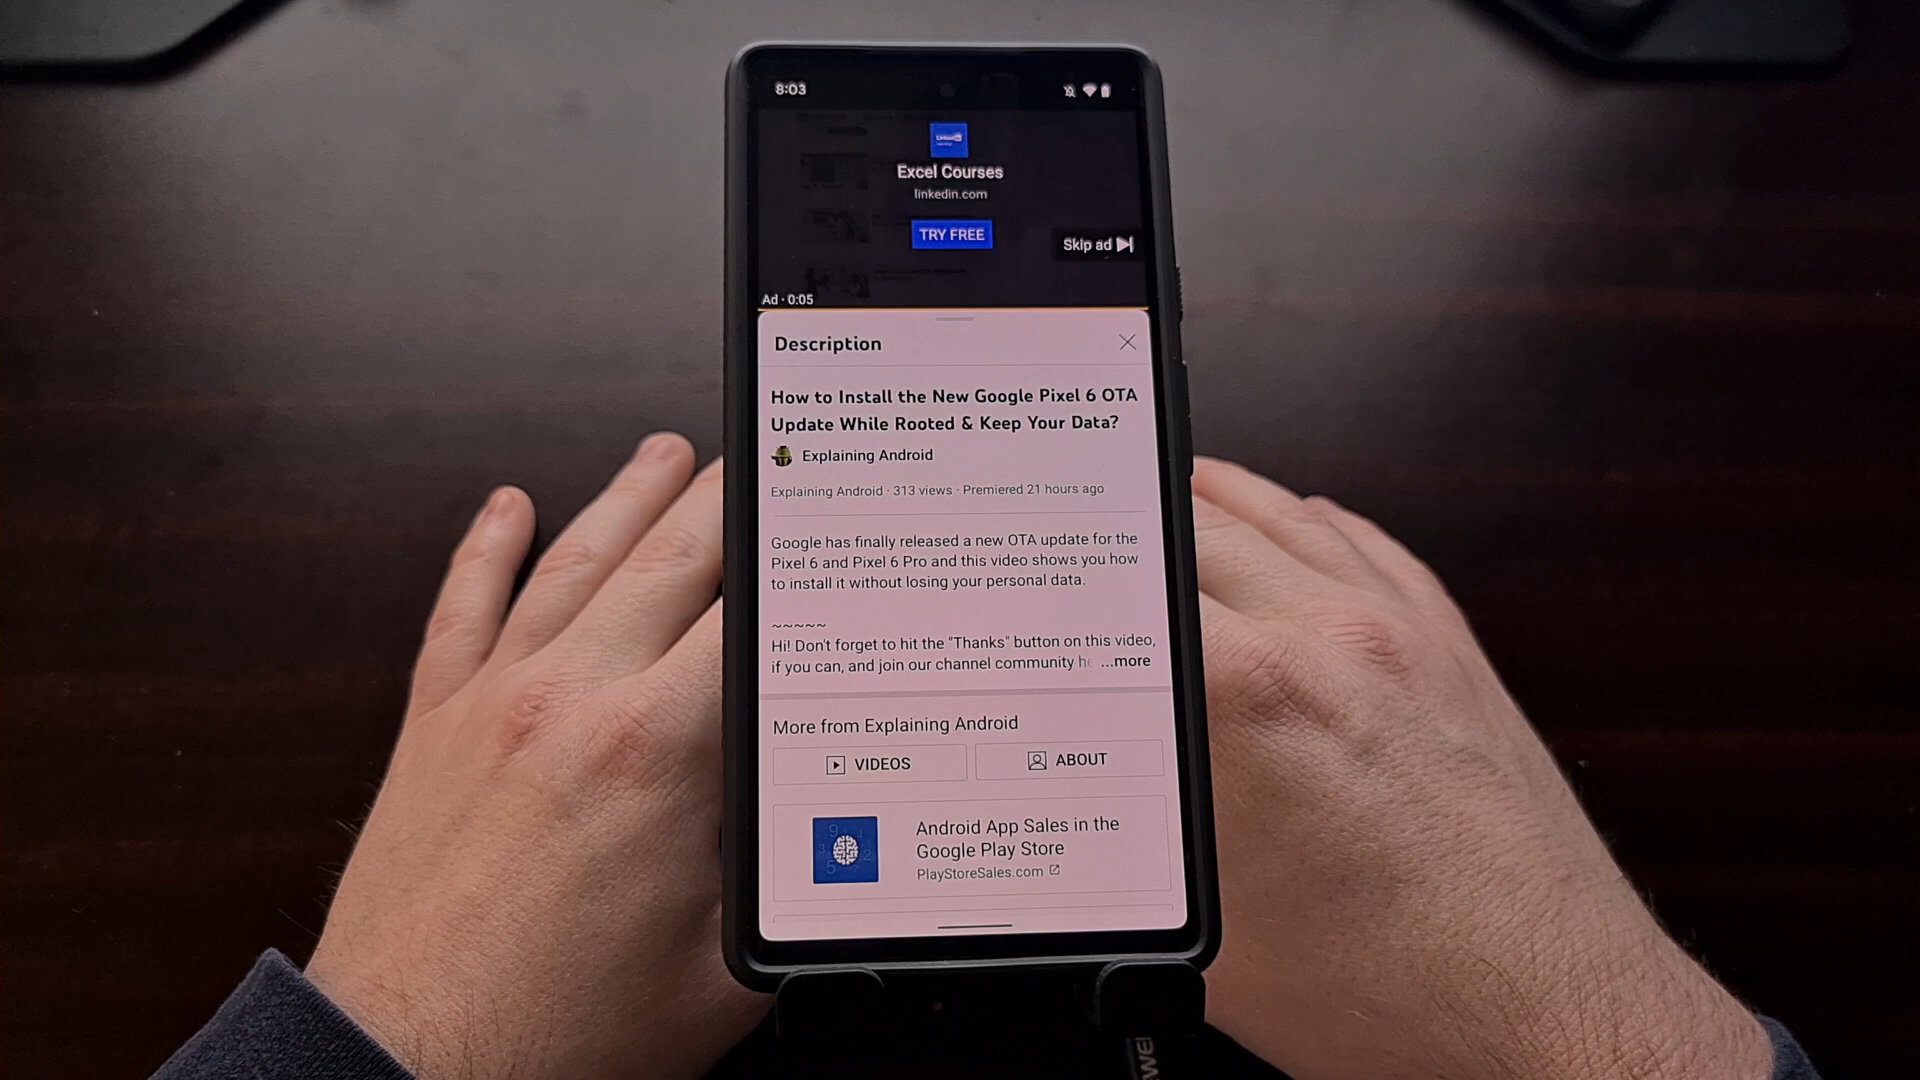 8:03
Excel Courses
linkedin.com
TRY FREE
Skip ad
Ad · 0:05
Description
How to Install the New Google Pixel 6 OTA
Update While Rooted & Keep Your Data?
Explaining Android
Explaining Android · 313 views · Premiered 21 hours ago
Google has finally released a new OTA update for the
Pixel 6 and Pixel 6 Pro and this video shows you how
to install it without losing your personal data.
~~~~~
Hi! Don't forget to hit the "Thanks" button on this video,
if you can, and join our channel community ...more
More from Explaining Android
VIDEOS
ABOUT
Android App Sales in the
Google Play Store
PlayStoreSales.com